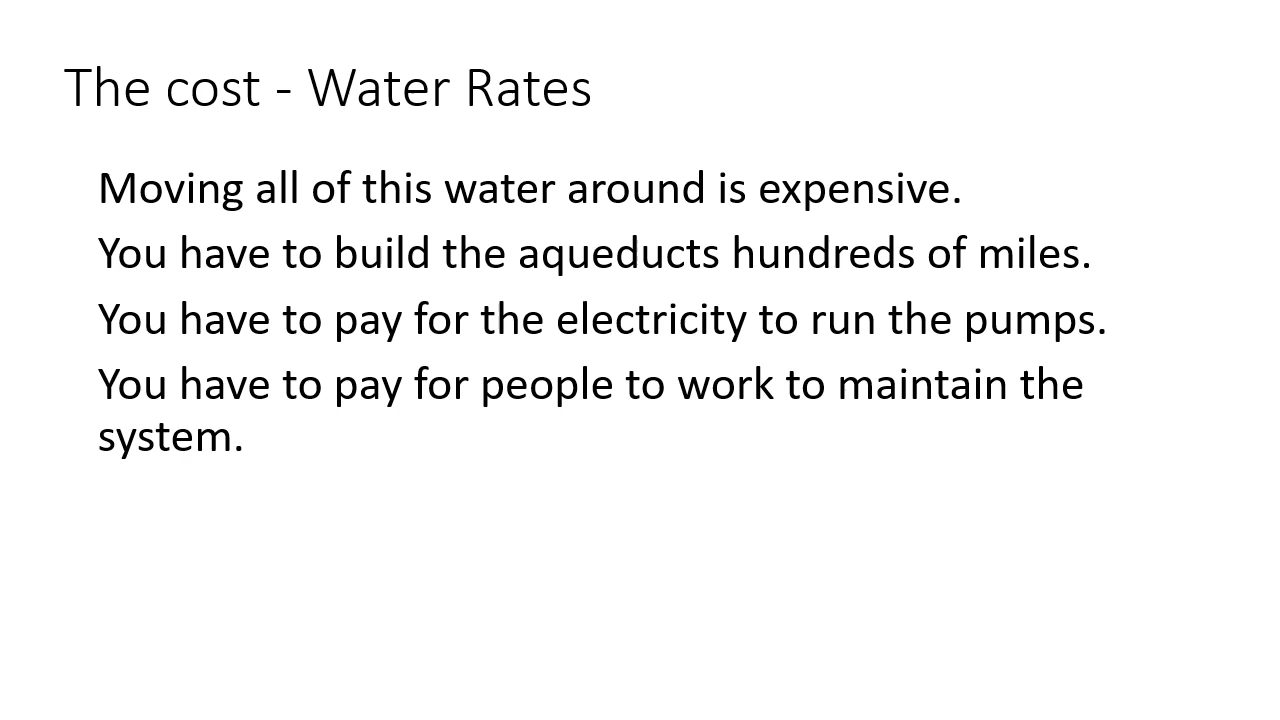 The cost - Water Rates
Moving all of this water around is expensive.
You have to build the aqueducts hundreds of miles.
You have to pay for the electricity to run the pumps.
You have to pay for people to work to maintain the
system.